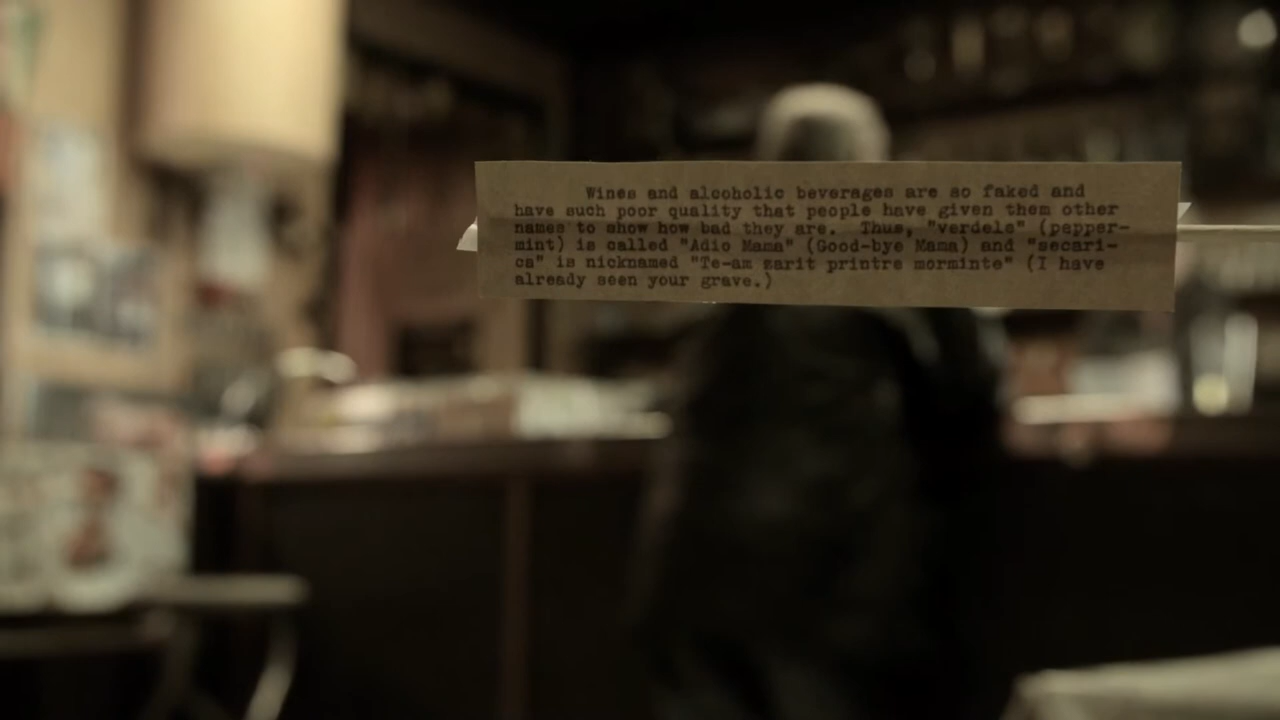 Wines and alcoholic beverages are so faked and
have such poor quality that people have given them other
names to show how bad they are. Thus, "verdele" (pepper-
mint) is called "Adio Mama" (Good-bye Mama) and "secari-
ca" is nicknamed "Te-am zarit printre morminte" (I have
already seen your grave.)